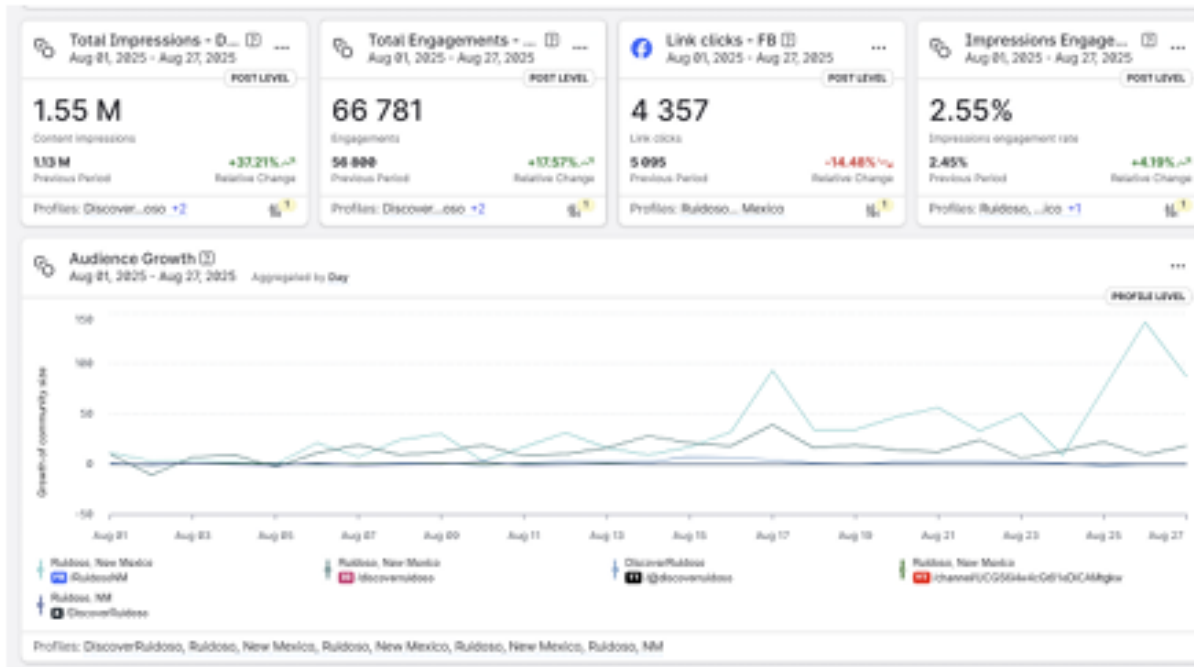 Total Impressions - D...
Aug 01, 2025 - Aug 27, 2025
POST LEVEL
1.55 M
Content impressions
1.13 M
+37.21%
Previous Period
Relative Change
Profiles: Discover...oso +2
1
Total Engagements - ...
Aug 01, 2025 - Aug 27, 2025
POST LEVEL
66 781
Engagements
56 800
+17.57%
Previous Period
Relative Change
Profiles: Discover...oso +2
1
Link clicks - FB
Aug 01, 2025 - Aug 27, 2025
POST LEVEL
4 357
Link clicks
5 095
-14.48%
Previous Period
Relative Change
Profiles: Ruidoso... Mexico
1
Impressions Engage...
Aug 01, 2025 - Aug 27, 2025
POST LEVEL
2.55%
Impressions engagement rate
2.45%
+4.19%
Previous Period
Relative Change
Profiles: Ruidoso, ...ico +1
1
Audience Growth
Aug 01, 2025 - Aug 27, 2025 Aggregated by Day
PROFILE LEVEL
Growth of community size
150
100
50
0
-50
Aug 01 Aug 03 Aug 05 Aug 07 Aug 09 Aug 11 Aug 13 Aug 15 Aug 17 Aug 19 Aug 21 Aug 23 Aug 25 Aug 27
Ruidoso, New Mexico
/RuidosoNM
Ruidoso, New Mexico
/discoverruidoso
DiscoverRuidoso
/@discoverruidoso
Ruidoso, New Mexico
Ruidoso, NM
/DiscoverRuidoso
Profiles: DiscoverRuidoso, Ruidoso, New Mexico, Ruidoso, New Mexico, Ruidoso, New Mexico, Ruidoso, NM